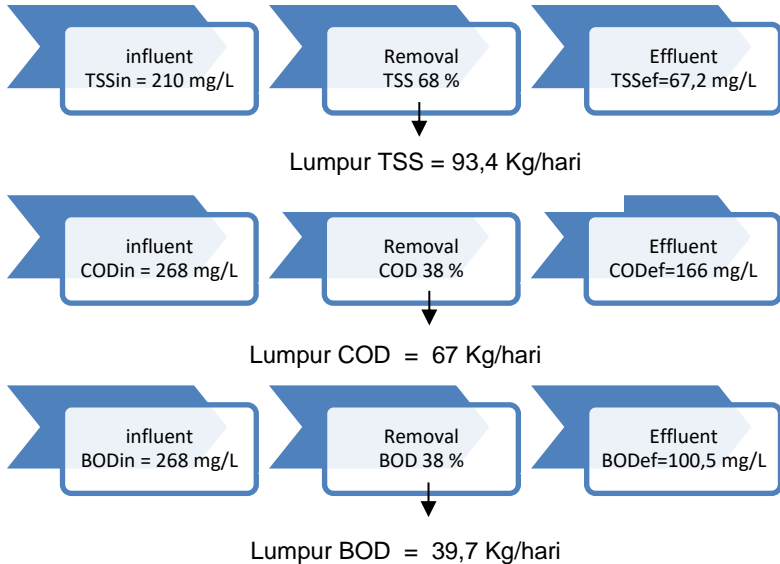 influent
TSSin = 210 mg/L
Removal
TSS 68 %
Effluent
TSSef=67,2 mg/L
Lumpur TSS = 93,4 Kg/hari
influent
CODin = 268 mg/L
Removal
COD 38 %
Effluent
CODef=166 mg/L
Lumpur COD = 67 Kg/hari
influent
BODin = 268 mg/L
Removal
BOD 38 %
Effluent
BODef=100,5 mg/L
Lumpur BOD = 39,7 Kg/hari